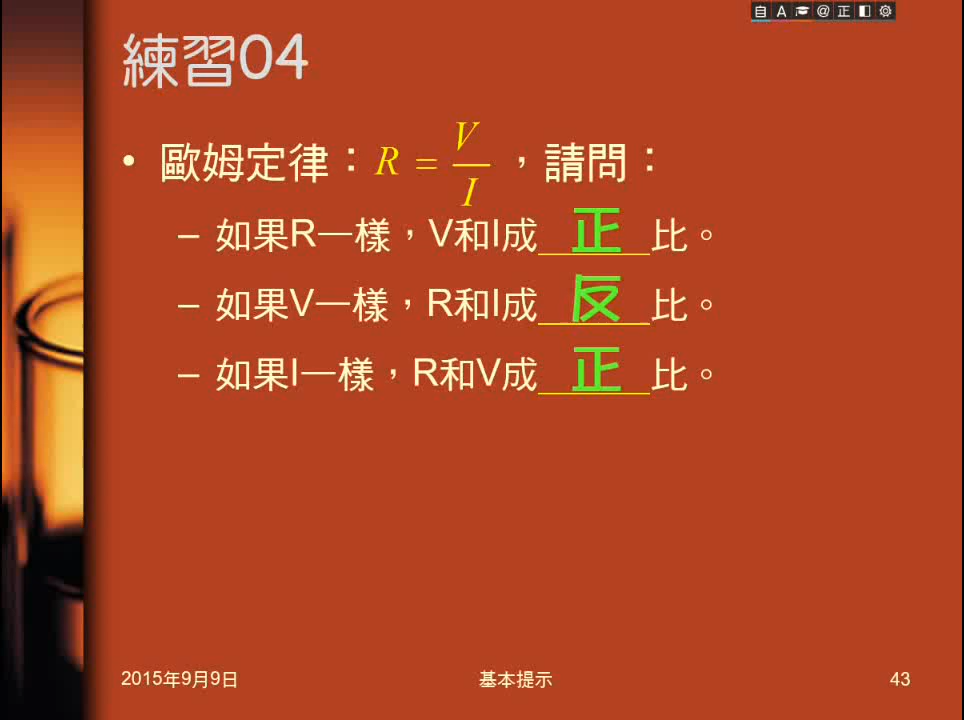 自 A @ 正
練習04
• 歐姆定律：R = V/I ，請問：
– 如果R一樣，V和I成 正 比。
– 如果V一樣，R和I成 反 比。
– 如果I一樣，R和V成 正 比。
2015年9月9日 基本提示 43